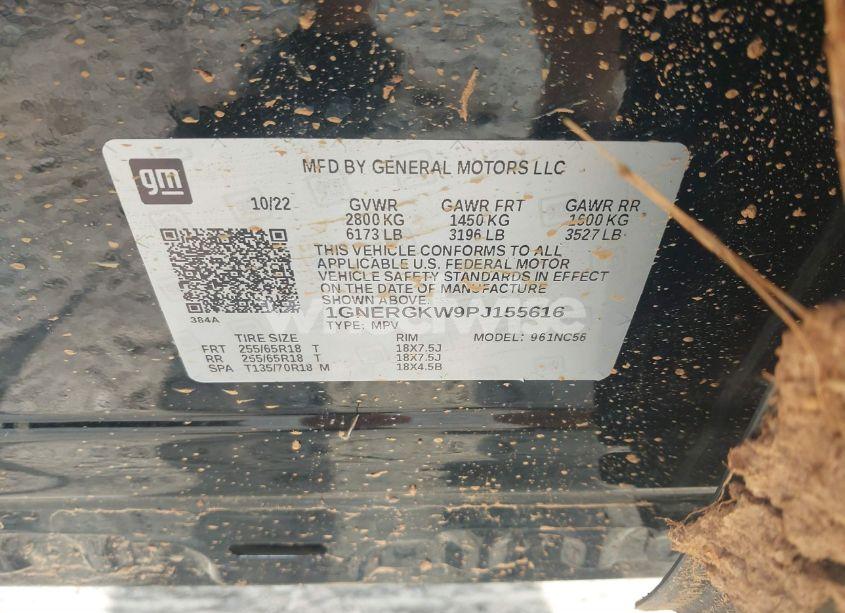 gm
MFD BY GENERAL MOTORS LLC
10/22 GVWR GAWR FRT GAWR RR
2800 KG 1450 KG 1600 KG
6173 LB 3196 LB 3527 LB
THIS VEHICLE CONFORMS TO ALL
APPLICABLE U.S. FEDERAL MOTOR
VEHICLE SAFETY STANDARDS IN EFFECT
ON THE DATE OF MANUFACTURE
SHOWN ABOVE.
1GNERGKW9PJ155616
384A
TYPE: MPV MODEL: 961NC56
TIRE SIZE RIM
FRT 255/65R18 T 18X7.5J
RR 255/65R18 T 18X7.5J
SPA T135/70R18 M 18X4.5B